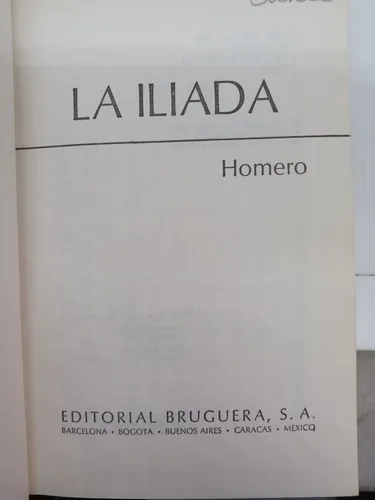 LA ILIADA
Homero
EDITORIAL BRUGUERA, S. A.
BARCELONA • BOGOTA • BUENOS AIRES • CARACAS • MEXICO